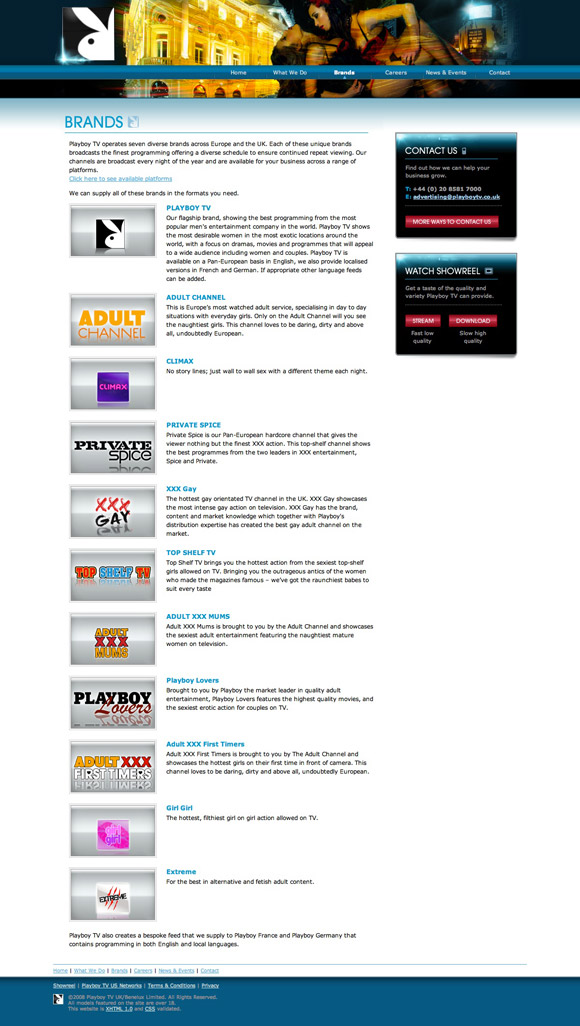 Home
What We Do
Brands
Careers
News & Events
Contact
BRANDS
Playboy TV operates seven diverse brands across Europe and the UK. Each of these unique brands
broadcasts the finest programming offering a diverse schedule to ensure continued repeat viewing. Our
channels are broadcast every night of the year and are available for your business across a range of
platforms.
Click here to see available platforms
We can supply all of these brands in the formats you need.
PLAYBOY TV
Our flagship brand, showing the best programming from the most
popular men's entertainment company in the world. Playboy TV shows
the most desirable women in the most exotic locations around the
world, with a focus on dramas, movies and programmes that will appeal
to a wide audience including women and couples. Playboy TV is
available on a Pan-European basis in English, we also provide localised
versions in French and German. If appropriate other language feeds
can be added.
ADULT
CHANNEL
ADULT CHANNEL
This is Europe's most watched adult service, specialising in day to day
situations with everyday girls. Only on the Adult Channel will you see
the naughtiest girls. This channel loves to be daring, dirty and above
all, undoubtedly European.
CLIMAX
CLIMAX
No story lines; just wall to wall sex with a different theme each night.
PRIVATE
Spice
PRIVATE SPICE
Private Spice is our Pan-European hardcore channel that gives the
viewer nothing but the finest XXX action. This top-shelf channel shows
the best programmes from the two leaders in XXX entertainment,
Spice and Private.
XXX
GAY
XXX Gay
The hottest gay orientated TV channel in the UK. XXX Gay showcases
the most intense gay action on television. XXX Gay has the brand,
content and market knowledge which together with Playboy's
distribution expertise has created the best gay adult channel on the
market.
TOP SHELF TV
TOP SHELF TV
Top Shelf TV brings you the hottest action from the sexiest top-shelf
girls allowed on TV. Bringing you the outrageous antics of the women
who made the magazines famous – we've got the raunchiest babes to
suit every taste
ADULT
XXX
MUMS
ADULT XXX MUMS
Adult XXX Mums is brought to you by the Adult Channel and showcases
the sexiest adult entertainment featuring the naughtiest mature
women on television.
PLAYBOY
Lovers
Playboy Lovers
Brought to you by Playboy the market leader in quality adult
entertainment, Playboy Lovers features the highest quality movies, and
the sexiest erotic action for couples on TV.
ADULT XXX
FIRST TIMERS
Adult XXX First Timers
Adult XXX First Timers is brought to you by The Adult Channel and
showcases the hottest girls on their first time in front of camera. This
channel loves to be daring, dirty and above all, undoubtedly European.
girl
girl
Girl Girl
The hottest, filthiest girl on girl action allowed on TV.
EXTREME
Extreme
For the best in alternative and fetish adult content.
Playboy TV also creates a bespoke feed that we supply to Playboy France and Playboy Germany that
contains programming in both English and local languages.
CONTACT US
Find out how we can help your
business grow.
T: +44 (0) 20 8581 7000
E: advertising@playboytv.co.uk
MORE WAYS TO CONTACT US
WATCH SHOWREEL
Get a taste of the quality and
variety Playboy TV can provide.
STREAM
DOWNLOAD
Fast low
quality
Slow high
quality
Home | What We Do | Brands | Careers | News & Events | Contact
Showreel | Playboy TV US Networks | Terms & Conditions | Privacy
©2008 Playboy TV UK/Benelux Limited. All Rights Reserved.
All models featured on the site are over 18.
This website is XHTML 1.0 and CSS validated.